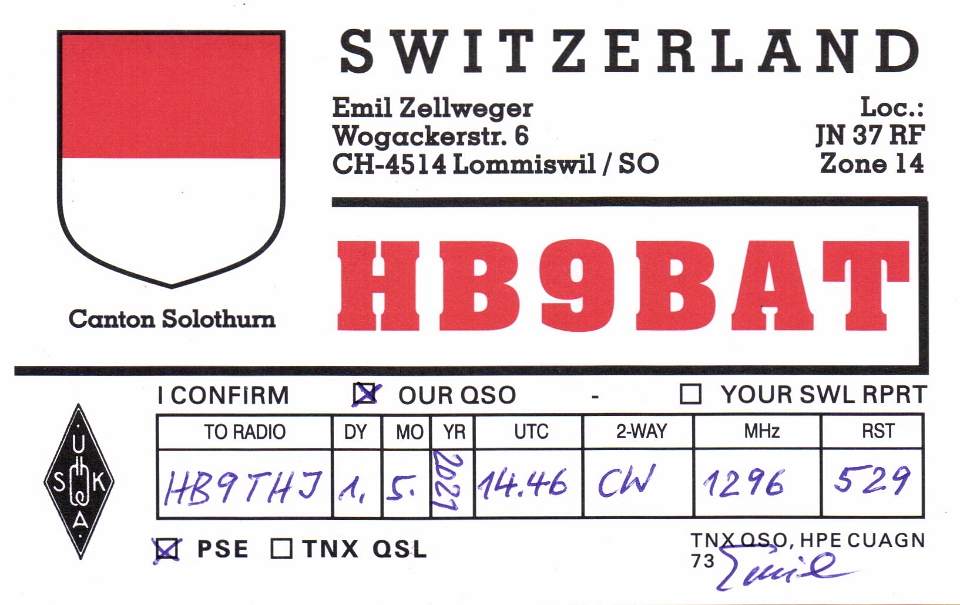 SWITZERLAND
Emil Zellweger
Wogackerstr. 6
CH-4514 Lommiswil / SO
Loc.:
JN 37 RF
Zone 14
HB9BAT
Canton Solothurn
I CONFIRM ☒ OUR QSO - ☐ YOUR SWL RPRT
TO RADIO DY MO YR UTC 2-WAY MHz RST
HB9THJ 1. 5. 2021 14.46 CW 1296 529
USKA
☒ PSE ☐ TNX QSL
TNX QSO, HPE CUAGN
73 Emil